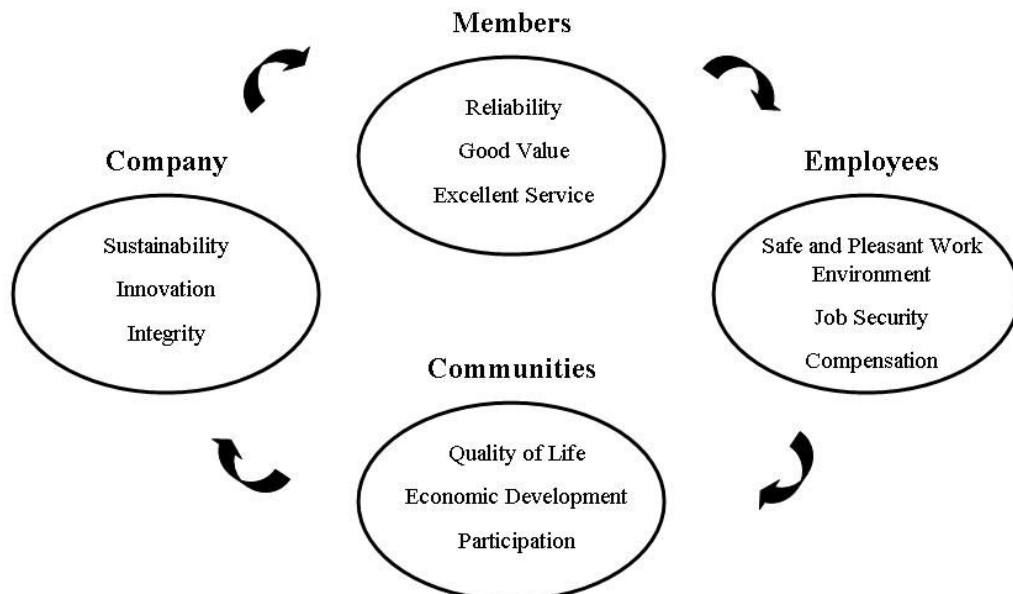 Members
Reliability
Good Value
Excellent Service
Company
Sustainability
Innovation
Integrity
Employees
Safe and Pleasant Work
Environment
Job Security
Compensation
Communities
Quality of Life
Economic Development
Participation